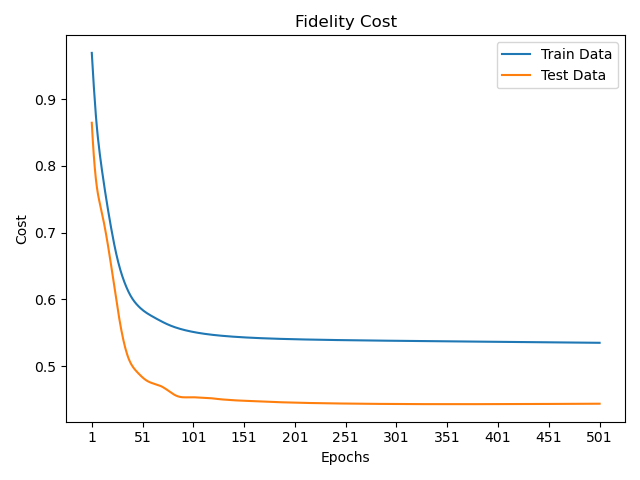 Fidelity Cost
Train Data
Test Data
Cost
0.9
0.8
0.7
0.6
0.5
1 51 101 151 201 251 301 351 401 451 501
Epochs